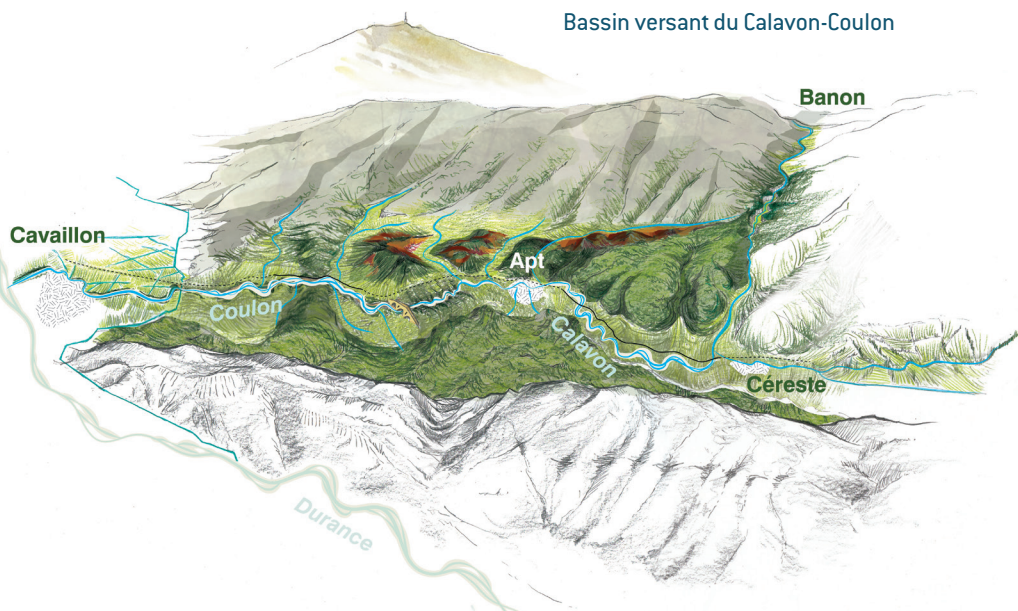 Bassin versant du Calavon-Coulon
Banon
Cavaillon
Apt
Coulon
Calavon
Céreste
Durance